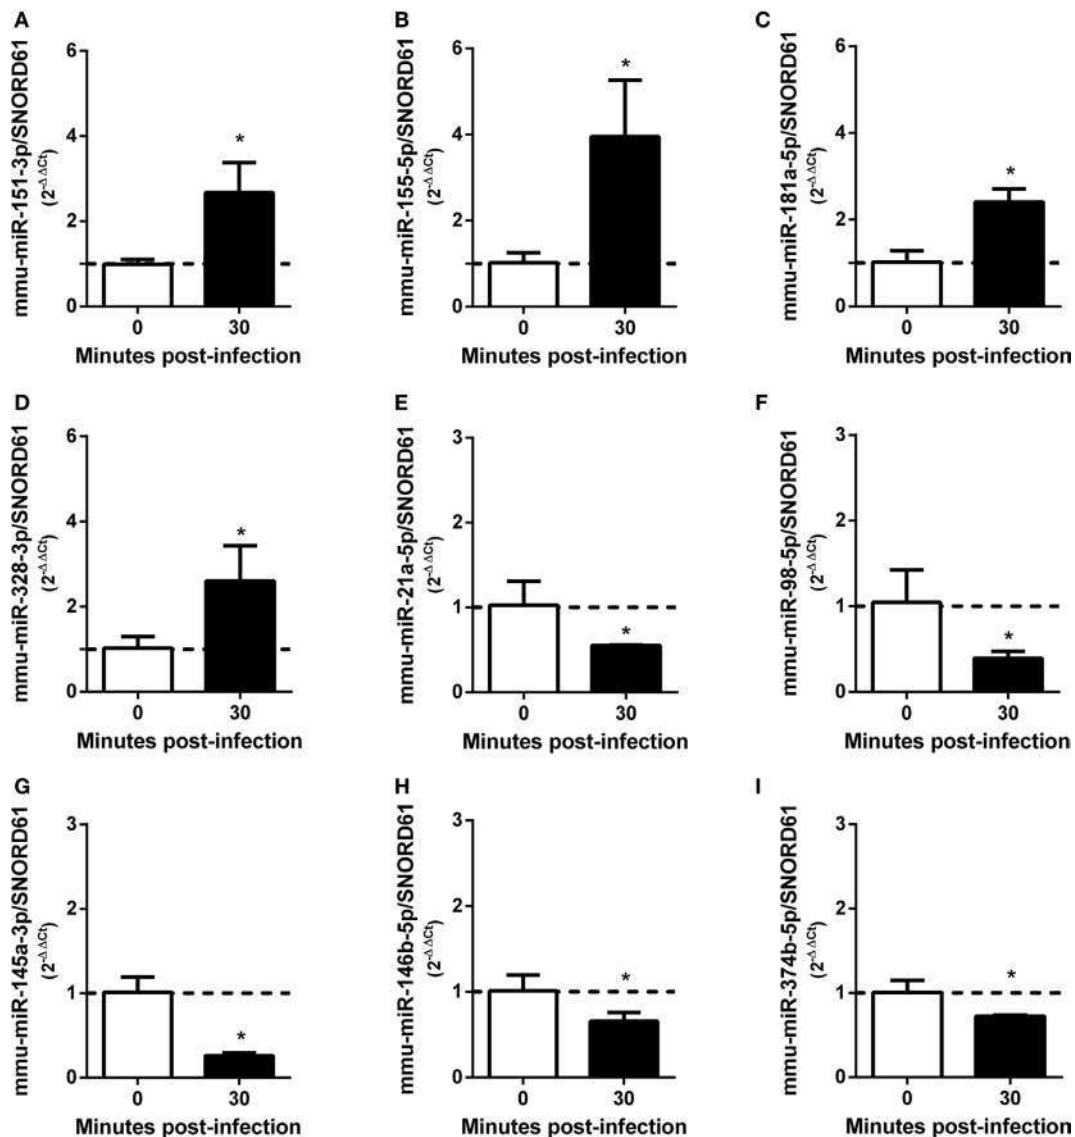 A
mmu-miR-151-3p/SNORD61
(2-ΔΔCt)
6
4
2
0
*
0
30
Minutes post-infection
B
mmu-miR-155-5p/SNORD61
(2-ΔΔCt)
6
4
2
0
*
0
30
Minutes post-infection
C
mmu-miR-181a-5p/SNORD61
(2-ΔΔCt)
6
4
2
0
*
0
30
Minutes post-infection
D
mmu-miR-328-3p/SNORD61
(2-ΔΔCt)
6
4
2
0
*
0
30
Minutes post-infection
E
mmu-miR-21a-5p/SNORD61
(2-ΔΔCt)
3
2
1
0
*
0
30
Minutes post-infection
F
mmu-miR-98-5p/SNORD61
(2-ΔΔCt)
3
2
1
0
*
0
30
Minutes post-infection
G
mmu-miR-145a-3p/SNORD61
(2-ΔΔCt)
3
2
1
0
*
0
30
Minutes post-infection
H
mmu-miR-146b-5p/SNORD61
(2-ΔΔCt)
3
2
1
0
*
0
30
Minutes post-infection
I
mmu-miR-374b-5p/SNORD61
(2-ΔΔCt)
3
2
1
0
*
0
30
Minutes post-infection